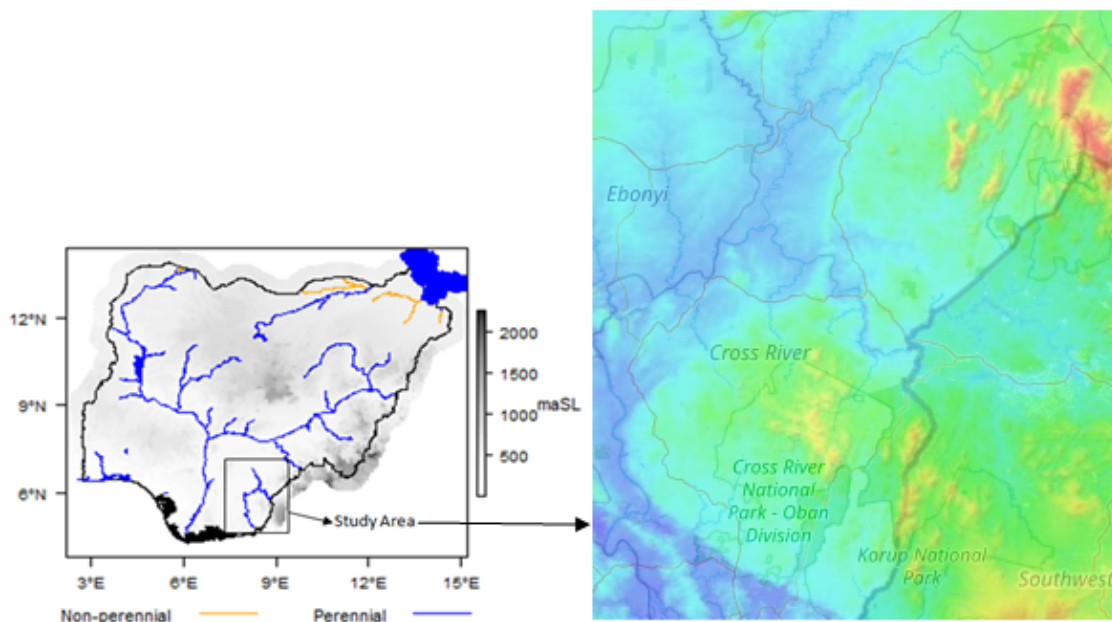 12°N
9°N
6°N
3°E 6°E 9°E 12°E 15°E
2000
1500
1000
500
maSL
Study Area
Non-perennial
Perennial
Ebonyi
Cross River
Cross River
National
Park - Oban
Division
Korup National
Park
Southwest